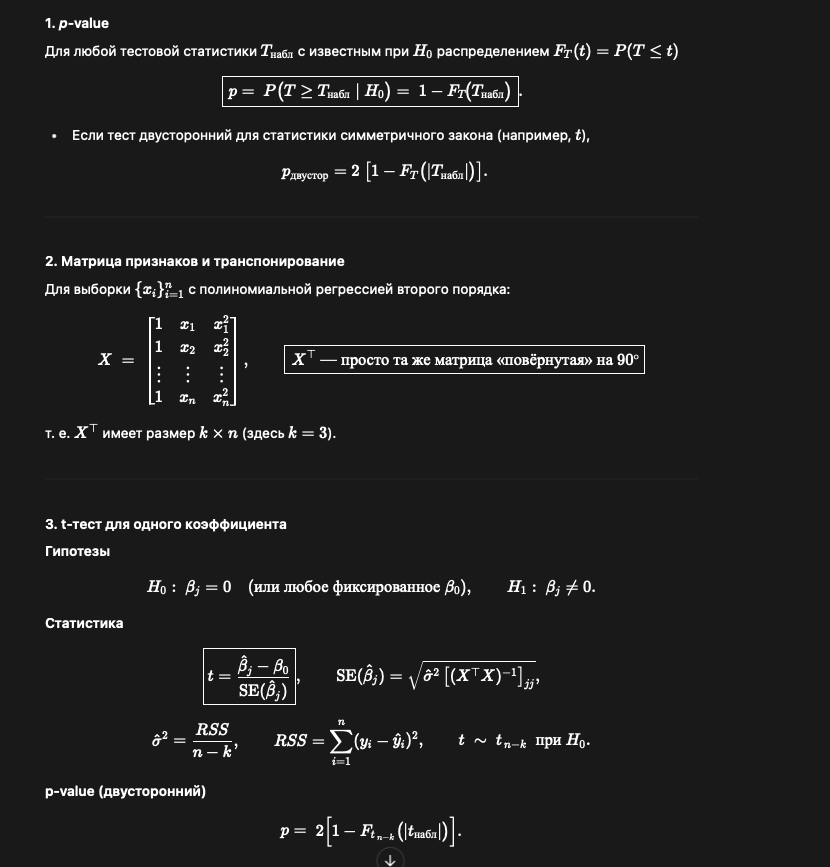 1. p-value
Для любой тестовой статистики T_набл с известным при H_0 распределением F_T(t) = P(T ≤ t)
p = P(T ≥ T_набл | H_0) = 1 − F_T(T_набл).
• Если тест двусторонний для статистики симметричного закона (например, t),
p_двустор = 2 [1 − F_T(|T_набл|)].
2. Матрица признаков и транспонирование
Для выборки {x_i}_{i=1}^n с полиномиальной регрессией второго порядка:
X = [1 x_1 x_1^2
1 x_2 x_2^2
⋮ ⋮ ⋮
1 x_n x_n^2], X^⊤ — просто та же матрица «повёрнутая» на 90°
т. е. X^⊤ имеет размер k × n (здесь k = 3).
3. t-тест для одного коэффициента
Гипотезы
H_0 : β_j = 0 (или любое фиксированное β_0), H_1 : β_j ≠ 0.
Статистика
t = (β̂_j − β_0) / SE(β̂_j), SE(β̂_j) = √(σ̂^2 [(X^⊤X)^{−1}]_{jj}),
σ̂^2 = RSS / (n − k), RSS = ∑_{i=1}^n (y_i − ŷ_i)^2, t ∼ t_{n−k} при H_0.
p-value (двусторонний)
p = 2[1 − F_{t_{n−k}}(|t_набл|)].